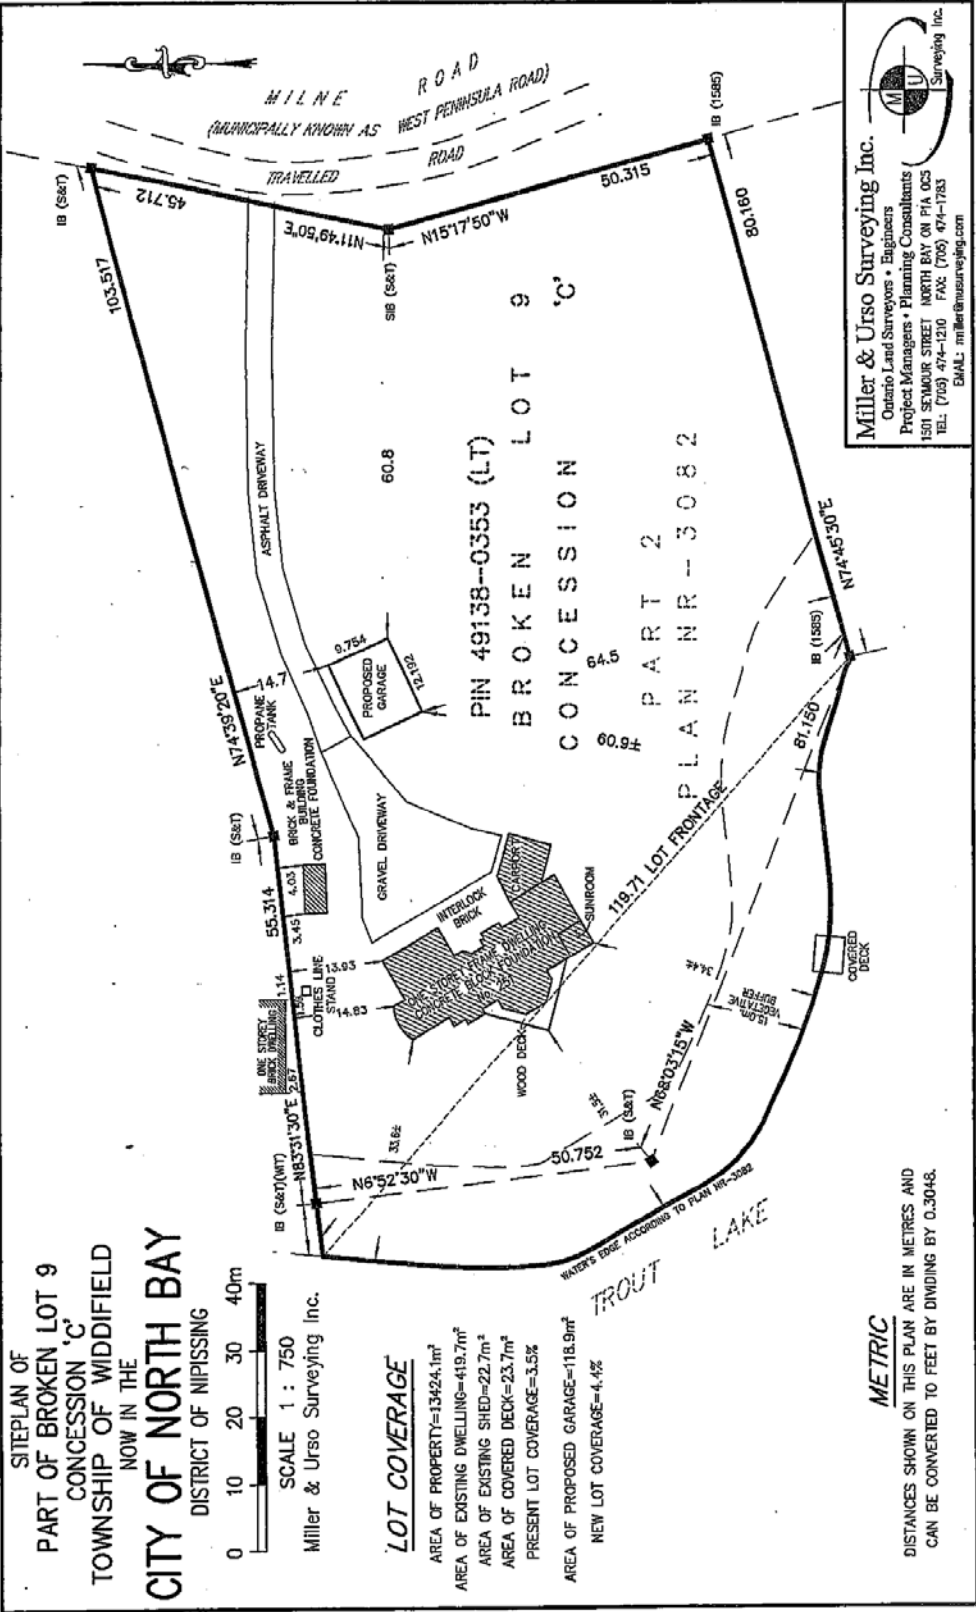 SITEPLAN OF
PART OF BROKEN LOT 9
CONCESSION 'C'
TOWNSHIP OF WIDDIFIELD
NOW IN THE
CITY OF NORTH BAY
DISTRICT OF NIPISSING
0 10 20 30 40m
SCALE 1 : 750
Miller & Urso Surveying Inc.
LOT COVERAGE
AREA OF PROPERTY=13424.1m²
AREA OF EXISTING DWELLING=419.7m²
AREA OF EXISTING SHED=22.7m²
AREA OF COVERED DECK=23.7m²
PRESENT LOT COVERAGE=3.5%
AREA OF PROPOSED GARAGE=118.9m²
NEW LOT COVERAGE=4.4%
METRIC
DISTANCES SHOWN ON THIS PLAN ARE IN METRES AND
CAN BE CONVERTED TO FEET BY DIVIDING BY 0.3048.
IB (S&T)(WIT)
N83°31'30"E
2.67
ONE STOREY
BRICK DWELLING
1.14
CLOTHES LINE
STAND
14.83
13.93
3.45
4.03
55.314
IB (S&T)
BRICK & FRAME
BUILDING
CONCRETE FOUNDATION
PROPANE
TANK
N74°39'20"E
14.7
103.517
IB (S&T)
45.712
N11°49'50"E
SIB (S&T)
N15°17'50"W
50.315
IB (1585)
80.160
N74°45'30"E
IB (1585)
MILNE ROAD
(MUNICIPALLY KNOWN AS WEST PENINSULA ROAD)
TRAVELLED ROAD
ASPHALT DRIVEWAY
60.8
PROPOSED
GARAGE
9.754
12.192
GRAVEL DRIVEWAY
INTERLOCK
BRICK
CARPORT
ONE STOREY FRAME DWELLING
CONCRETE BLOCK FOUNDATION
SUNROOM
WOOD DECK
PIN 49138-0353 (LT)
BROKEN LOT 9
CONCESSION 'C'
64.5
60.9±
PART 2
PLAN NR-3082
119.71 LOT FRONTAGE
81.150
34.4±
15.0m
VEGETATIVE
BUFFER
COVERED
DECK
N68°03'15"W
IB (S&T)
31.5±
33.6±
50.752
N6°52'30"W
WATER'S EDGE ACCORDING TO PLAN NR-3082
TROUT LAKE
Miller & Urso Surveying Inc.
Ontario Land Surveyors • Engineers
Project Managers • Planning Consultants
1501 SEYMOUR STREET NORTH BAY ON P1A 0C5
TEL: (705) 474-1210 FAX: (705) 474-1783
EMAIL: miller@musurveying.com
M U
Surveying Inc.